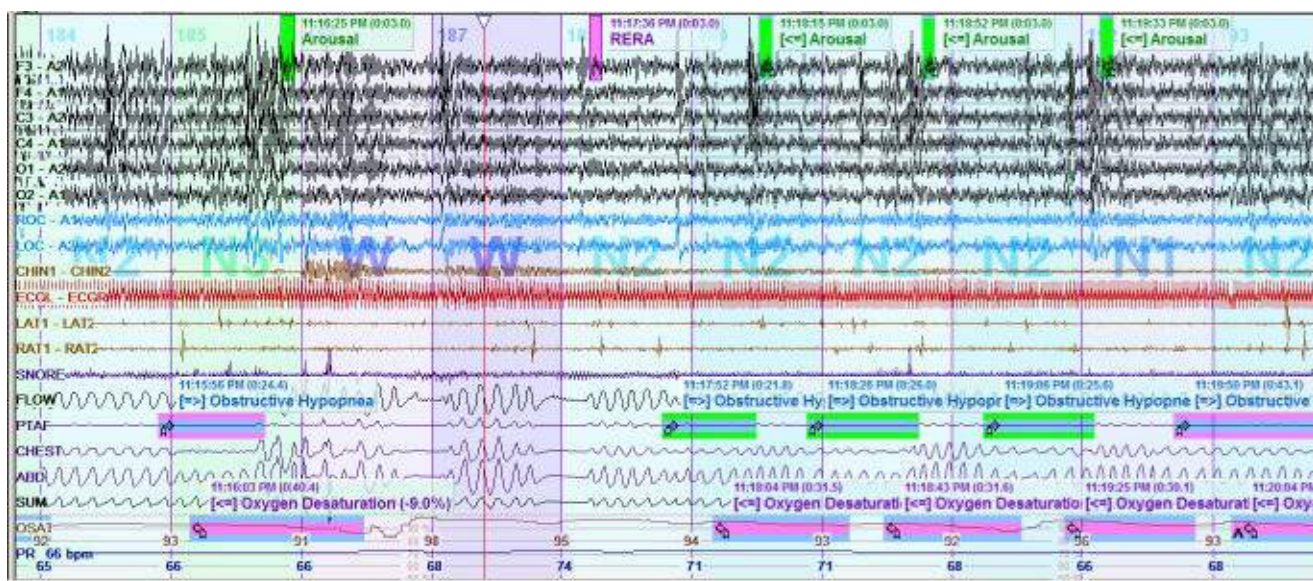 11:16:25 PM (0:03.0)
Arousal
11:17:36 PM (0:03.0)
RERA
11:18:15 PM (0:03.0)
[<=] Arousal
11:18:52 PM (0:03.0)
[<=] Arousal
11:19:33 PM (0:03.0)
[<=] Arousal
184 185 187
F3 - A2
F4 - A1
C3 - A2
C4 - A1
O1 - A2
ROC - A1
LOC - A2
N2 N3 W W N2 N2 N2 N2 N1 N2
CHIN1 - CHIN2
ECGL - ECGR
LAT1 - LAT2
RAT1 - RAT2
SNORE
11:15:56 PM (0:24.4) 11:17:52 PM (0:21.8) 11:18:26 PM (0:26.0) 11:19:06 PM (0:25.6) 11:19:50 PM (0:43.1)
FLOW [=>] Obstructive Hypopnea [=>] Obstructive Hy [=>] Obstructive Hypopr [=>] Obstructive Hypopne [=>] Obstructive
PTAF
CHEST
ABD
11:16:03 PM (0:40.4) 11:18:04 PM (0:31.5) 11:18:43 PM (0:31.6) 11:19:25 PM (0:30.1) 11:20:04 PM
SUM [<=] Oxygen Desaturation (-9.0%) [<=] Oxygen Desaturati [<=] Oxygen Desaturatio [<=] Oxygen Desaturat [<=] Oxy
OSAT
92 93 91 98 95 94 93 92 96 93
PR 66 bpm
65 66 66 68 74 71 71 68 66 68